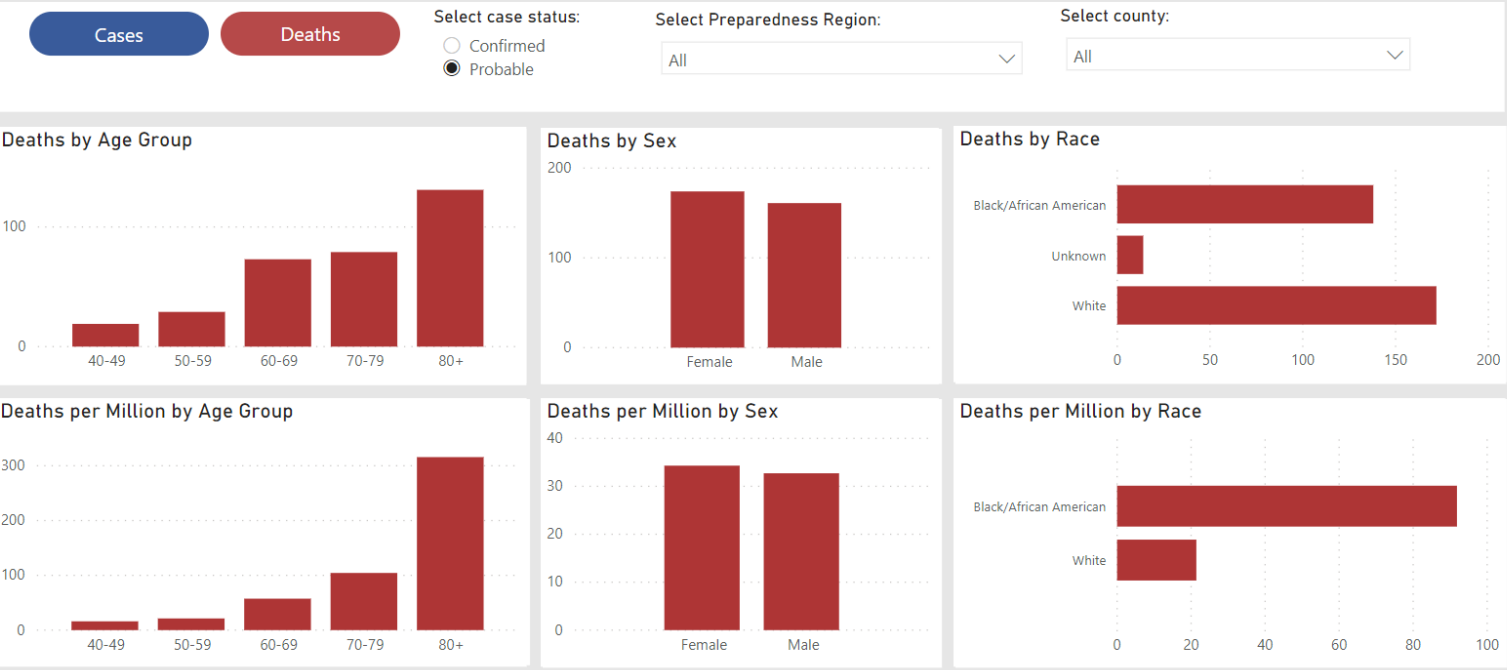 Cases
Deaths
Select case status:
Confirmed
Probable
Select Preparedness Region:
All
Select county:
All
Deaths by Age Group
100
0
40-49 50-59 60-69 70-79 80+
Deaths by Sex
200
100
0
Female Male
Deaths by Race
Black/African American
Unknown
White
0 50 100 150 200
Deaths per Million by Age Group
300
200
100
0
40-49 50-59 60-69 70-79 80+
Deaths per Million by Sex
40
30
20
10
0
Female Male
Deaths per Million by Race
Black/African American
White
0 20 40 60 80 100